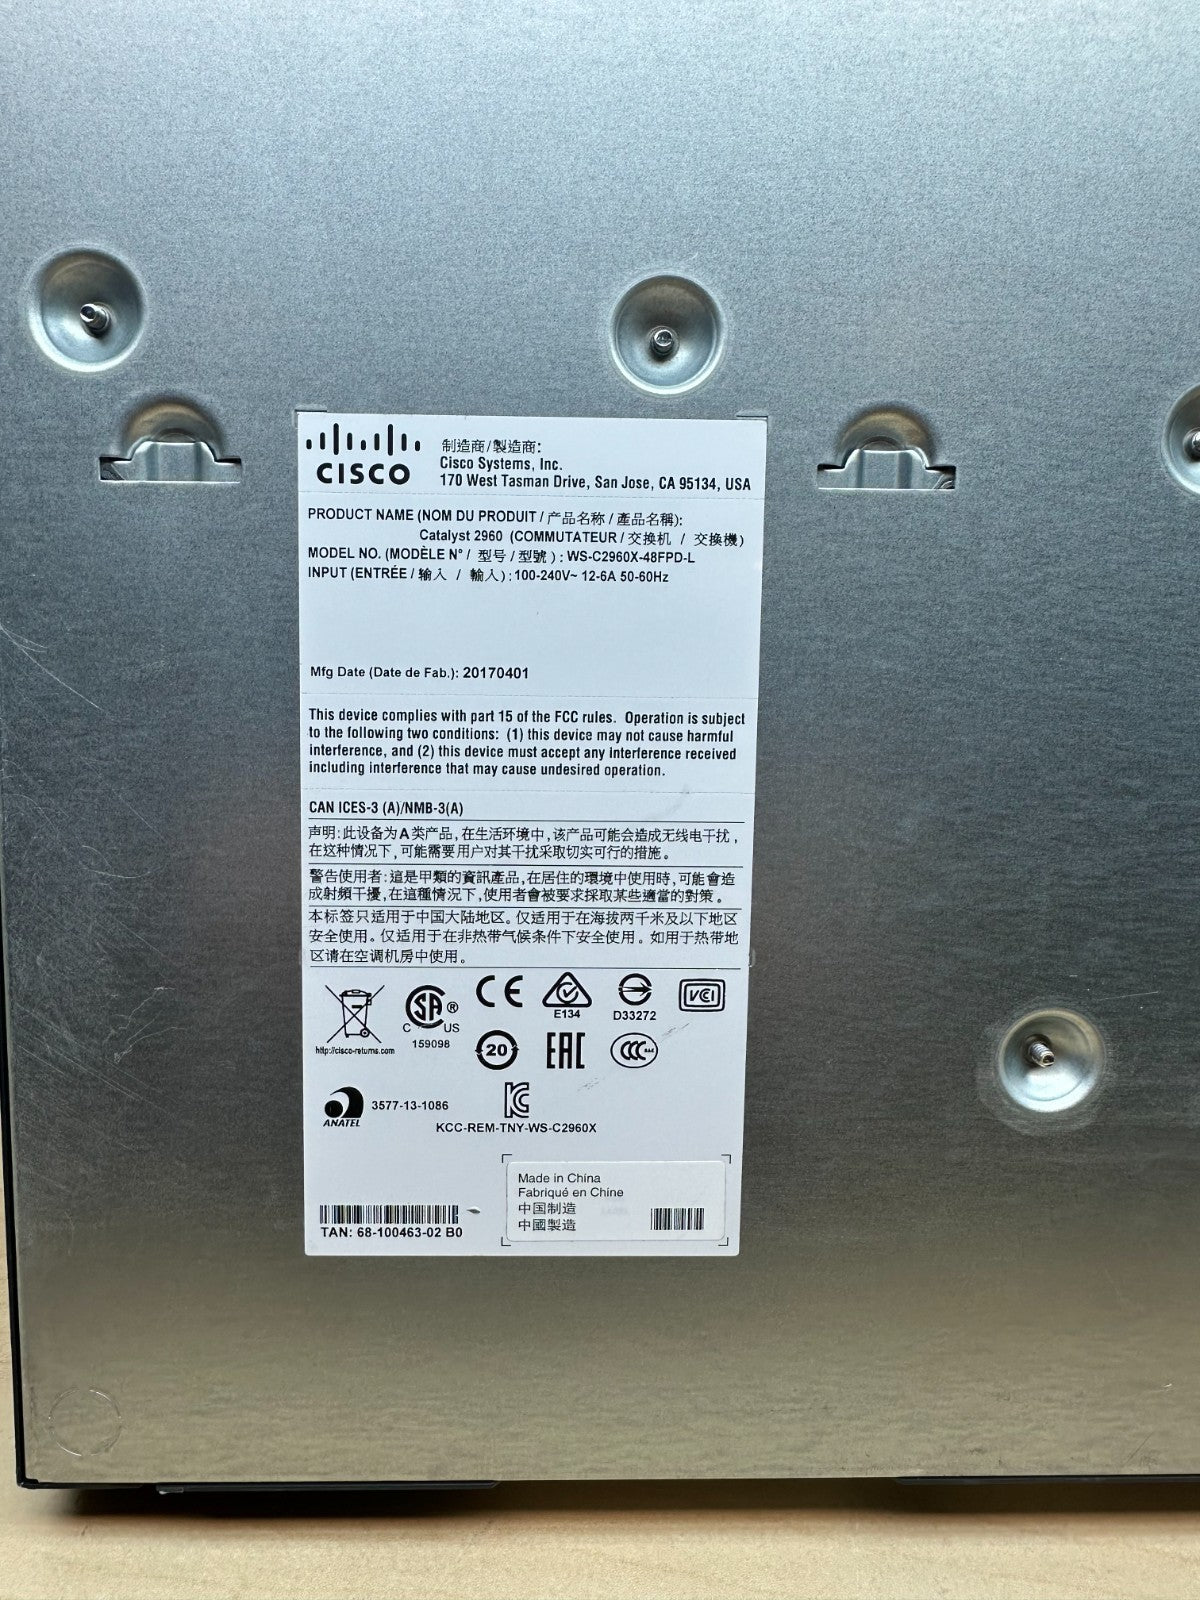 CISCO
制造商/製造商:
Cisco Systems, Inc.
170 West Tasman Drive, San Jose, CA 95134, USA
PRODUCT NAME (NOM DU PRODUIT / 产品名称 / 產品名稱):
Catalyst 2960 (COMMUTATEUR / 交换机 / 交換機)
MODEL NO. (MODÈLE N° / 型号 / 型號 ) : WS-C2960X-48FPD-L
INPUT (ENTRÉE / 输入 / 輸入) : 100-240V~ 12-6A 50-60Hz
Mfg Date (Date de Fab.): 20170401
This device complies with part 15 of the FCC rules. Operation is subject
to the following two conditions: (1) this device may not cause harmful
interference, and (2) this device must accept any interference received
including interference that may cause undesired operation.
CAN ICES-3 (A)/NMB-3(A)
声明:此设备为A类产品,在生活环境中,该产品可能会造成无线电干扰,
在这种情况下,可能需要用户对其干扰采取切实可行的措施。
警告使用者:這是甲類的資訊產品,在居住的環境中使用時,可能會造
成射頻干擾,在這種情況下,使用者會被要求採取某些適當的對策。
本标签只适用于中国大陆地区。仅适用于在海拔两千米及以下地区
安全使用。仅适用于在非热带气候条件下安全使用。如用于热带地
区请在空调机房中使用。
http://cisco-returns.com
C SA US ®
159098
CE
E134
D33272
VCI
20
EAC
CCC S&E
ANATEL
3577-13-1086
KC
KCC-REM-TNY-WS-C2960X
Made in China
Fabriqué en Chine
中国制造
中國製造
TAN: 68-100463-02 B0